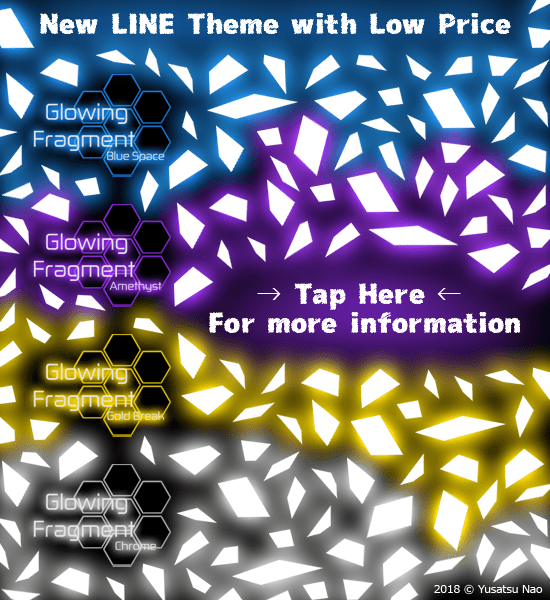 New LINE Theme with Low Price
Glowing
Fragment
Blue Space
Glowing
Fragment
Amethyst
→ Tap Here ←
For more information
Glowing
Fragment
Gold Break
Glowing
Fragment
Chrome
2018 © Yusatsu Nao